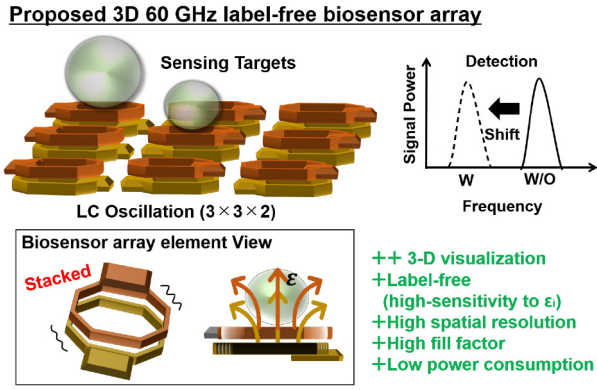 Proposed 3D 60 GHz label-free biosensor array
Sensing Targets
LC Oscillation (3×3×2)
Detection
Signal Power
Shift
W
W/O
Frequency
Biosensor array element View
Stacked
ε
++ 3-D visualization
+Label-free
(high-sensitivity to εᵢ)
+High spatial resolution
+High fill factor
+Low power consumption